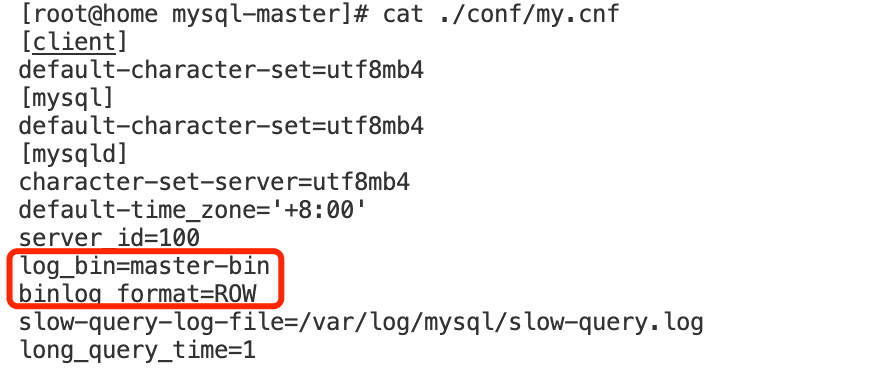 [root@home mysql-master]# cat ./conf/my.cnf
[client]
default-character-set=utf8mb4
[mysql]
default-character-set=utf8mb4
[mysqld]
character-set-server=utf8mb4
default-time_zone='+8:00'
server_id=100
log_bin=master-bin
binlog_format=ROW
slow-query-log-file=/var/log/mysql/slow-query.log
long_query_time=1